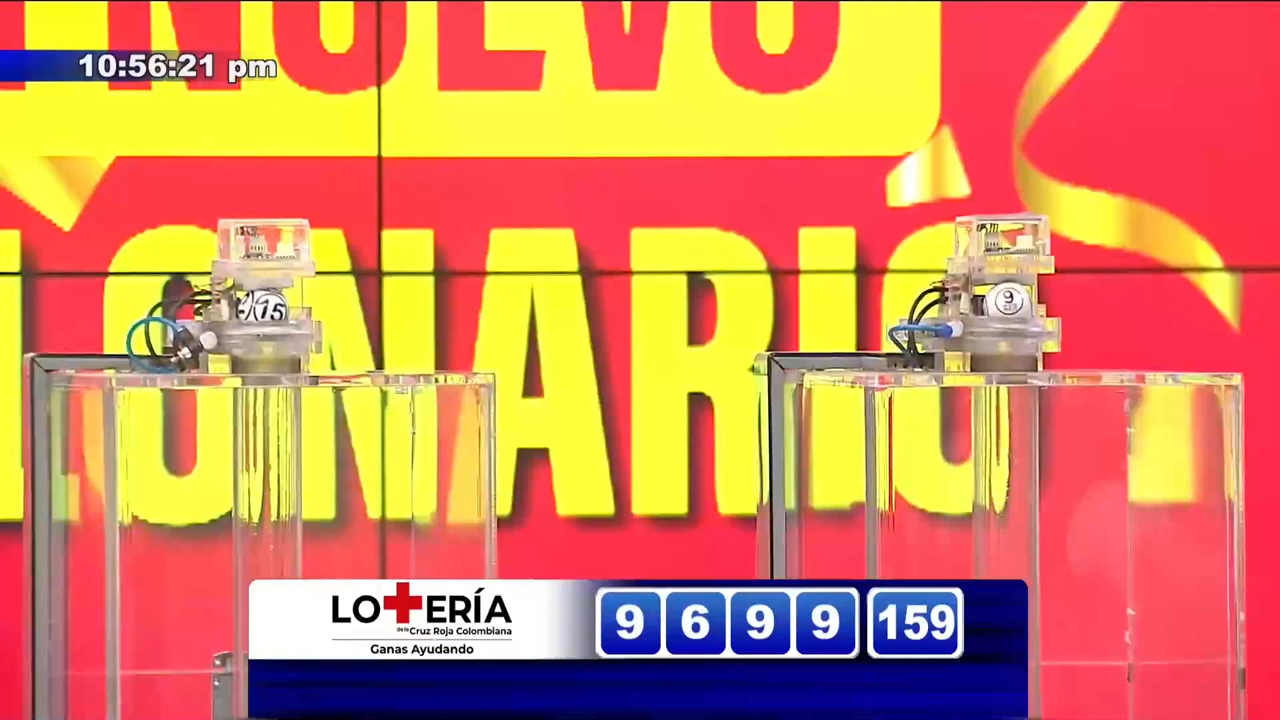 NUEVO
10:56:21 pm
LONARIO
15
9
LOTERÍA
de la Cruz Roja Colombiana
Ganas Ayudando
9 6 9 9 159